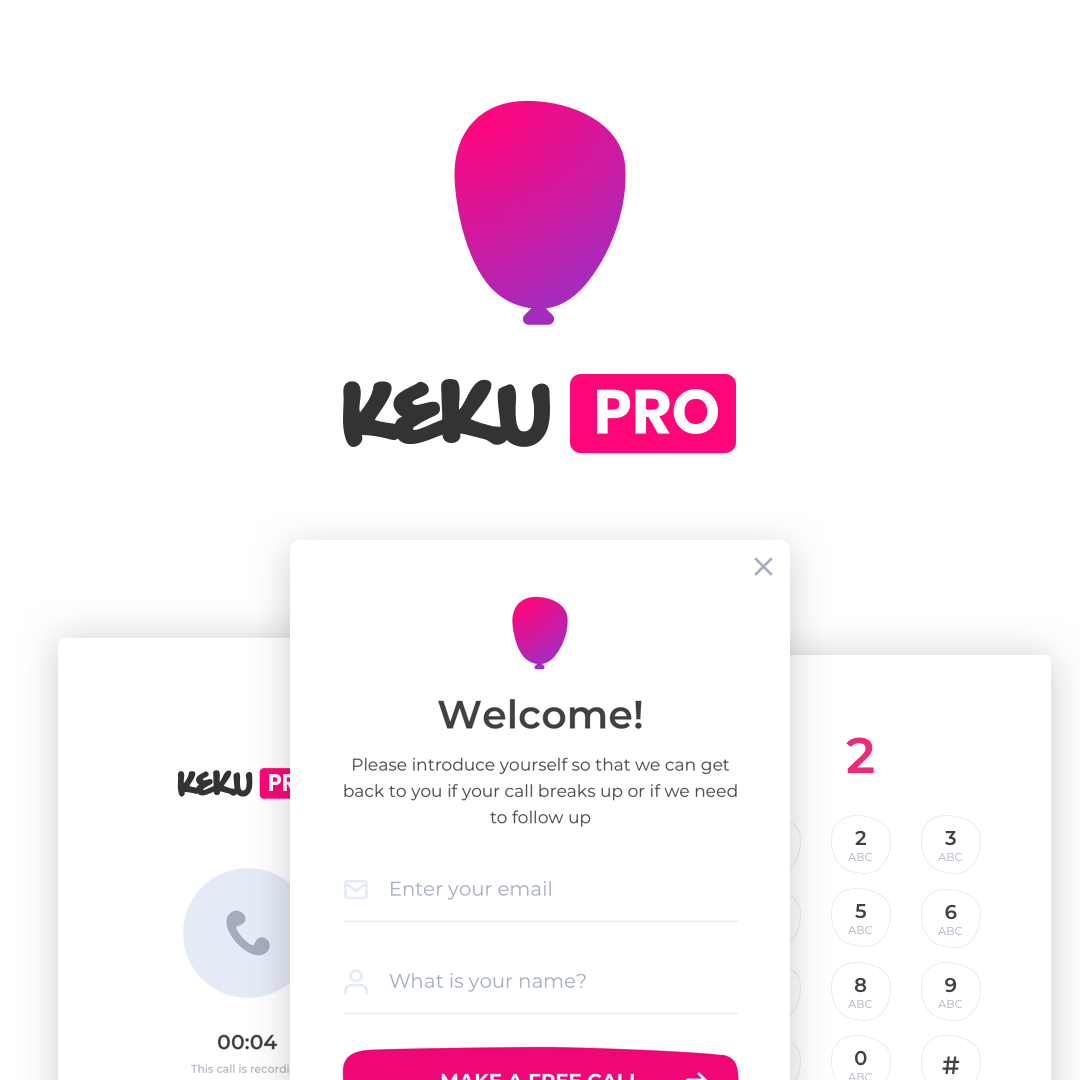 KEKU PRO
Welcome!
Please introduce yourself so that we can get
back to you if your call breaks up or if we need
to follow up
Enter your email
What is your name?
MAKE A FREE CALL
KEKU
00:04
This call is
2
2 3
ABC ABC
5 6
ABC ABC
8 9
ABC ABC
0 #
ABC